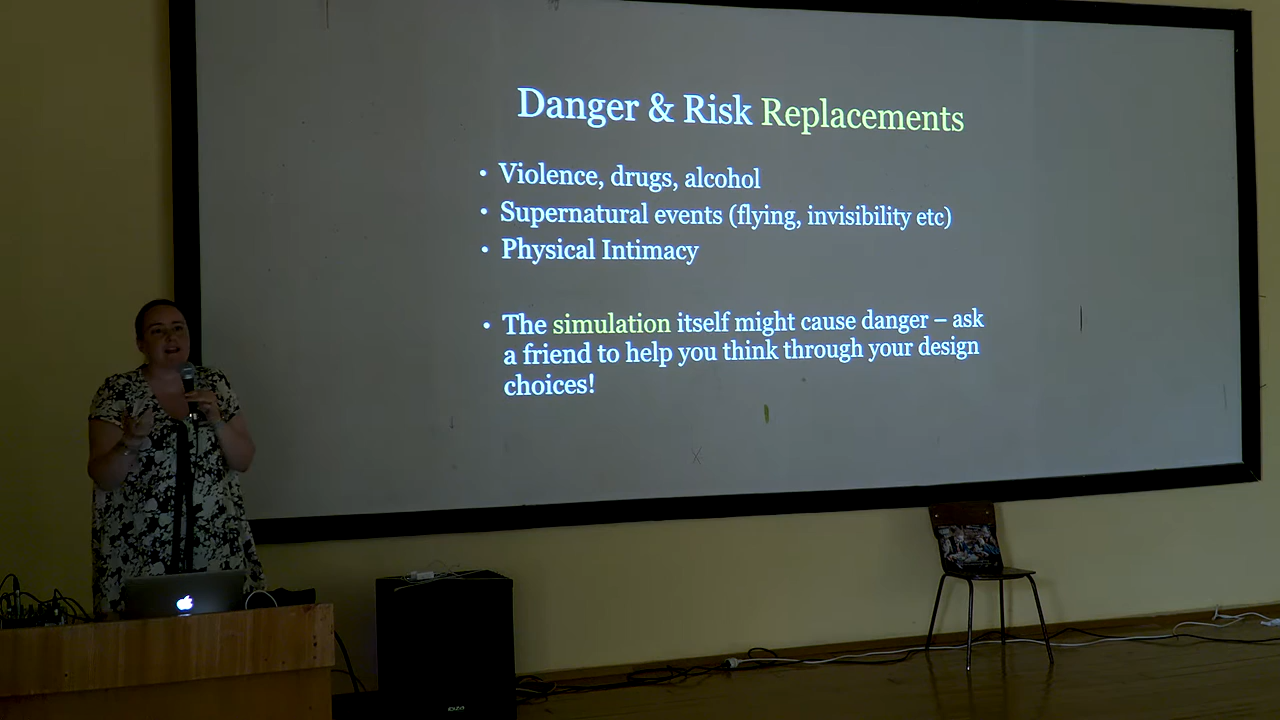 Danger & Risk Replacements
• Violence, drugs, alcohol
• Supernatural events (flying, invisibility etc)
• Physical Intimacy
• The simulation itself might cause danger – ask
a friend to help you think through your design
choices!